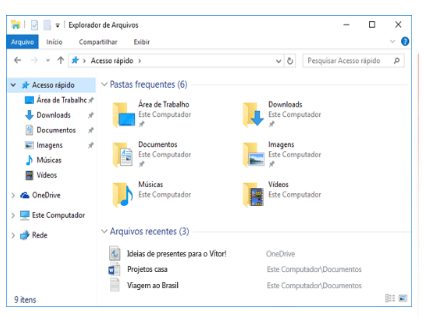 Explorador de Arquivos
Arquivo Início Compartilhar Exibir
Acesso rápido
Pesquisar Acesso rápido
Acesso rápido
Área de Trabalho
Downloads
Documentos
Imagens
Músicas
Vídeos
OneDrive
Este Computador
Rede
Pastas frequentes (6)
Área de Trabalho
Este Computador
Downloads
Este Computador
Documentos
Este Computador
Imagens
Este Computador
Músicas
Este Computador
Vídeos
Este Computador
Arquivos recentes (3)
Ideias de presentes para o Vitor! OneDrive
Projetos casa Este Computador\Documentos
Viagem ao Brasil Este Computador\Documentos
9 itens